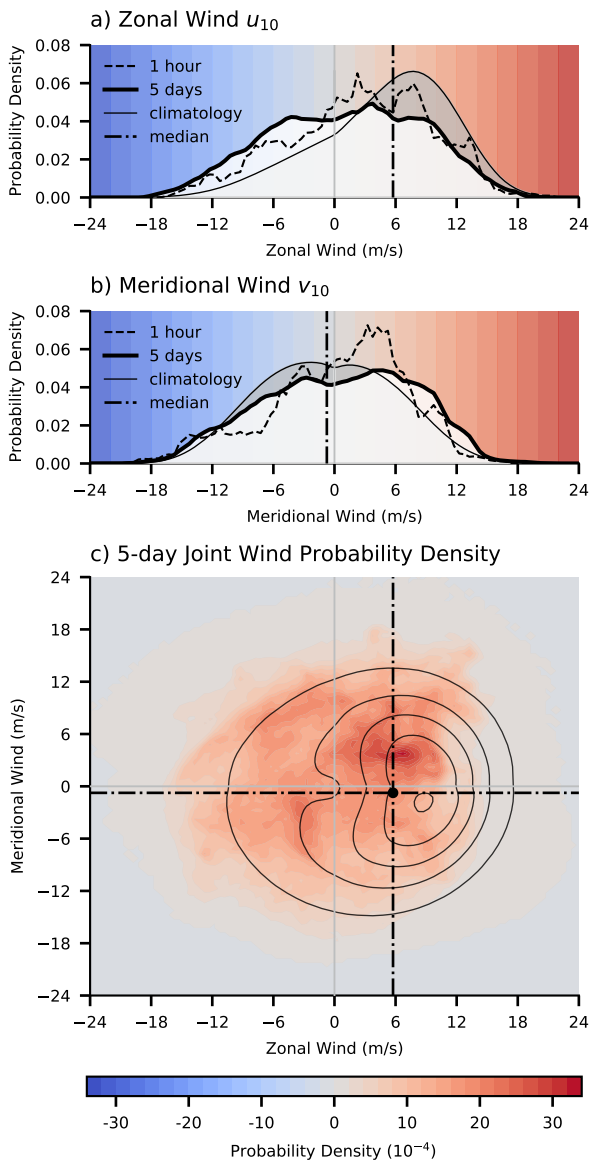 a) Zonal Wind u10
Probability Density
0.08
0.06
0.04
0.02
0.00
1 hour
5 days
climatology
median
−24 −18 −12 −6 0 6 12 18 24
Zonal Wind (m/s)
b) Meridional Wind v10
Probability Density
0.08
0.06
0.04
0.02
0.00
1 hour
5 days
climatology
median
−24 −18 −12 −6 0 6 12 18 24
Meridional Wind (m/s)
c) 5-day Joint Wind Probability Density
Meridional Wind (m/s)
24
18
12
6
0
−6
−12
−18
−24
−24 −18 −12 −6 0 6 12 18 24
Zonal Wind (m/s)
-30 -20 -10 0 10 20 30
Probability Density (10⁻⁴)